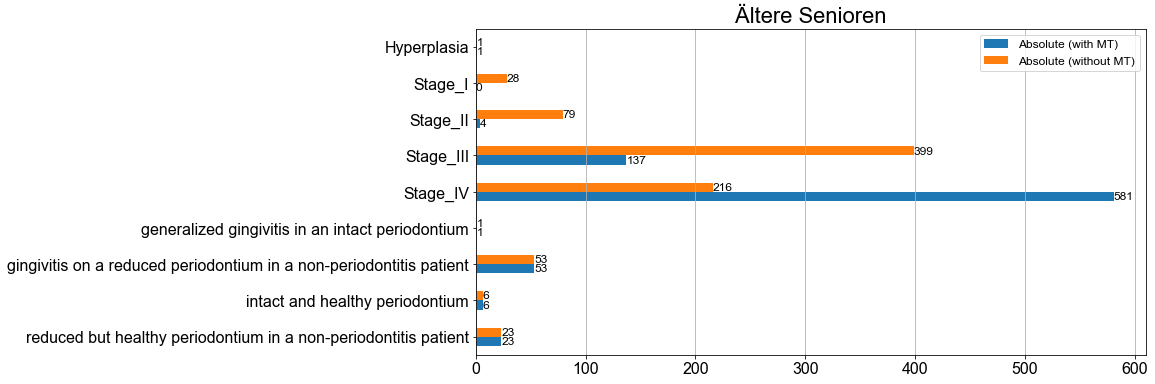 Ältere Senioren
Absolute (with MT)
Absolute (without MT)
Hyperplasia
1
1
Stage_I
28
0
Stage_II
79
4
Stage_III
399
137
Stage_IV
216
581
generalized gingivitis in an intact periodontium
1
1
gingivitis on a reduced periodontium in a non-periodontitis patient
53
53
intact and healthy periodontium
6
6
reduced but healthy periodontium in a non-periodontitis patient
23
23
0 100 200 300 400 500 600